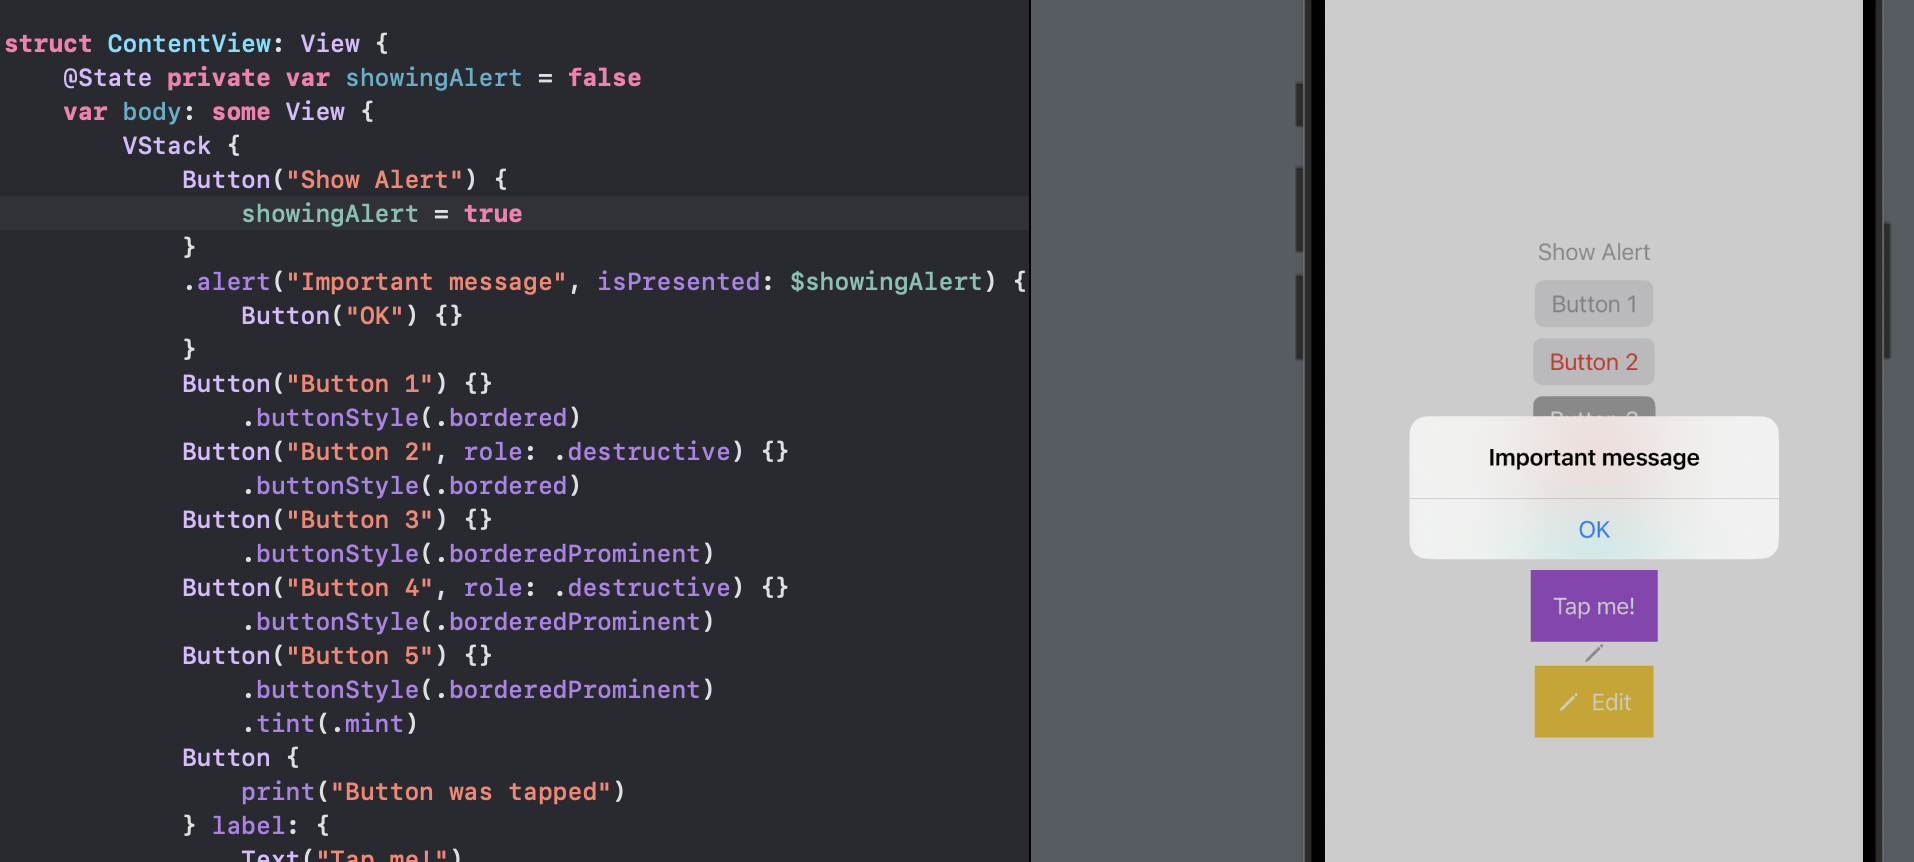 struct ContentView: View {
@State private var showingAlert = false
var body: some View {
VStack {
Button("Show Alert") {
showingAlert = true
}
.alert("Important message", isPresented: $showingAlert) {
Button("OK") {}
}
Button("Button 1") {}
.buttonStyle(.bordered)
Button("Button 2", role: .destructive) {}
.buttonStyle(.bordered)
Button("Button 3") {}
.buttonStyle(.borderedProminent)
Button("Button 4", role: .destructive) {}
.buttonStyle(.borderedProminent)
Button("Button 5") {}
.buttonStyle(.borderedProminent)
.tint(.mint)
Button {
print("Button was tapped")
} label: {
Text("Tap me!")
Show Alert
Button 1
Button 2
Button 3
Important message
OK
Tap me!
Edit